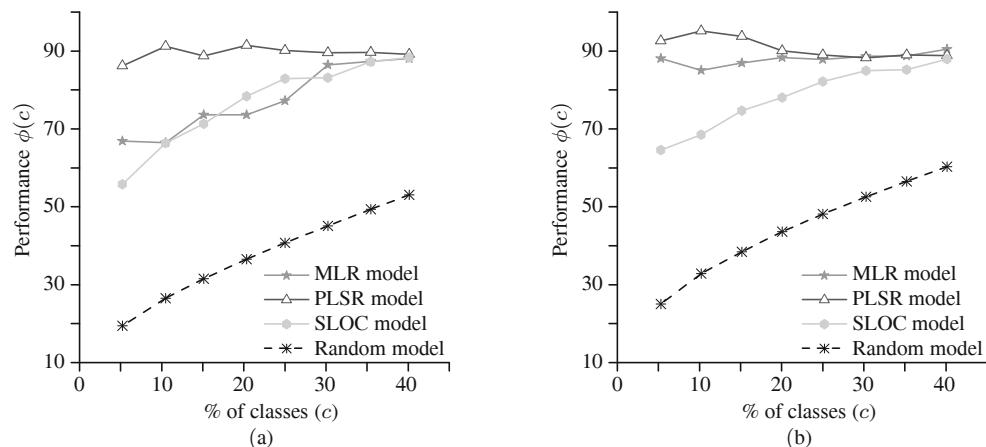 Performance ϕ(c)
90
70
50
30
10
0
10
20
30
40
MLR model
PLSR model
SLOC model
Random model
% of classes (c)
(a)
Performance ϕ(c)
90
70
50
30
10
0
10
20
30
40
MLR model
PLSR model
SLOC model
Random model
% of classes (c)
(b)